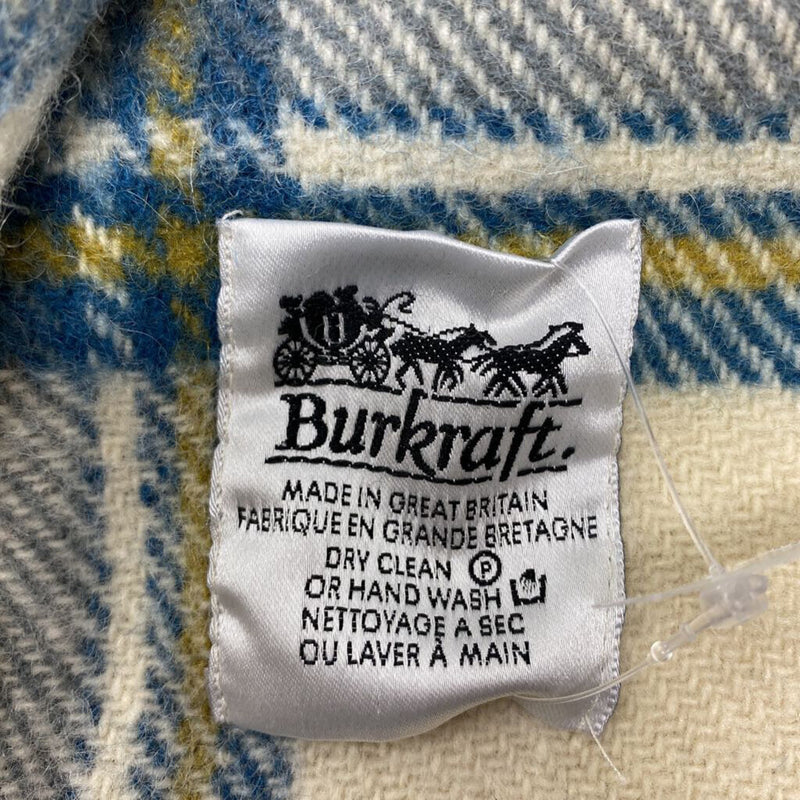 Burkraft.
MADE IN GREAT BRITAIN
FABRIQUE EN GRANDE BRETAGNE
DRY CLEAN Ⓟ
OR HAND WASH
NETTOYAGE A SEC
OU LAVER Á MAIN